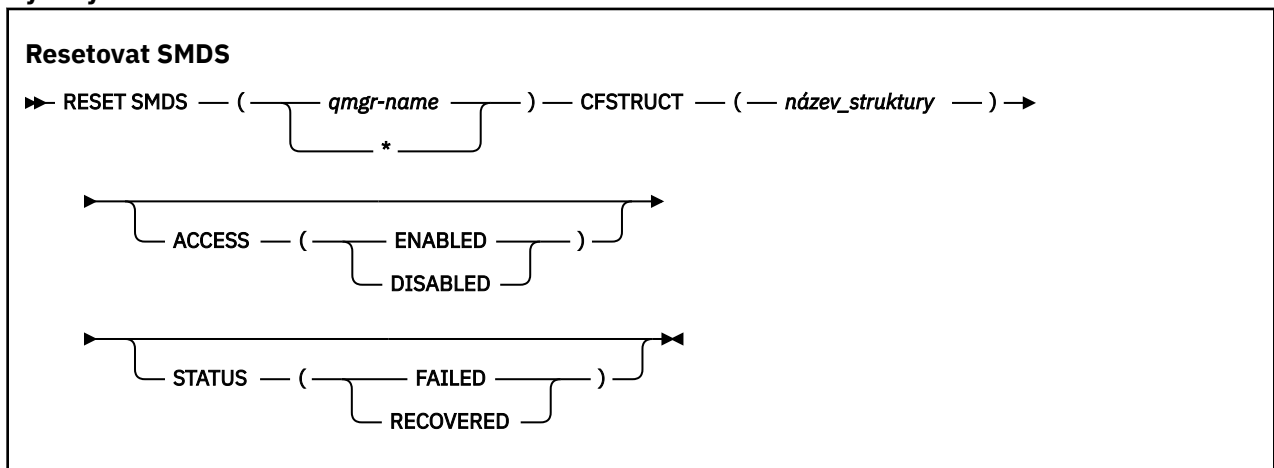 Resetovat SMDS
RESET SMDS — ( — qmgr-name — ) — CFSTRUCT — ( — název_struktury — )
*
ACCESS — ( — ENABLED — )
DISABLED
STATUS — ( — FAILED — )
RECOVERED